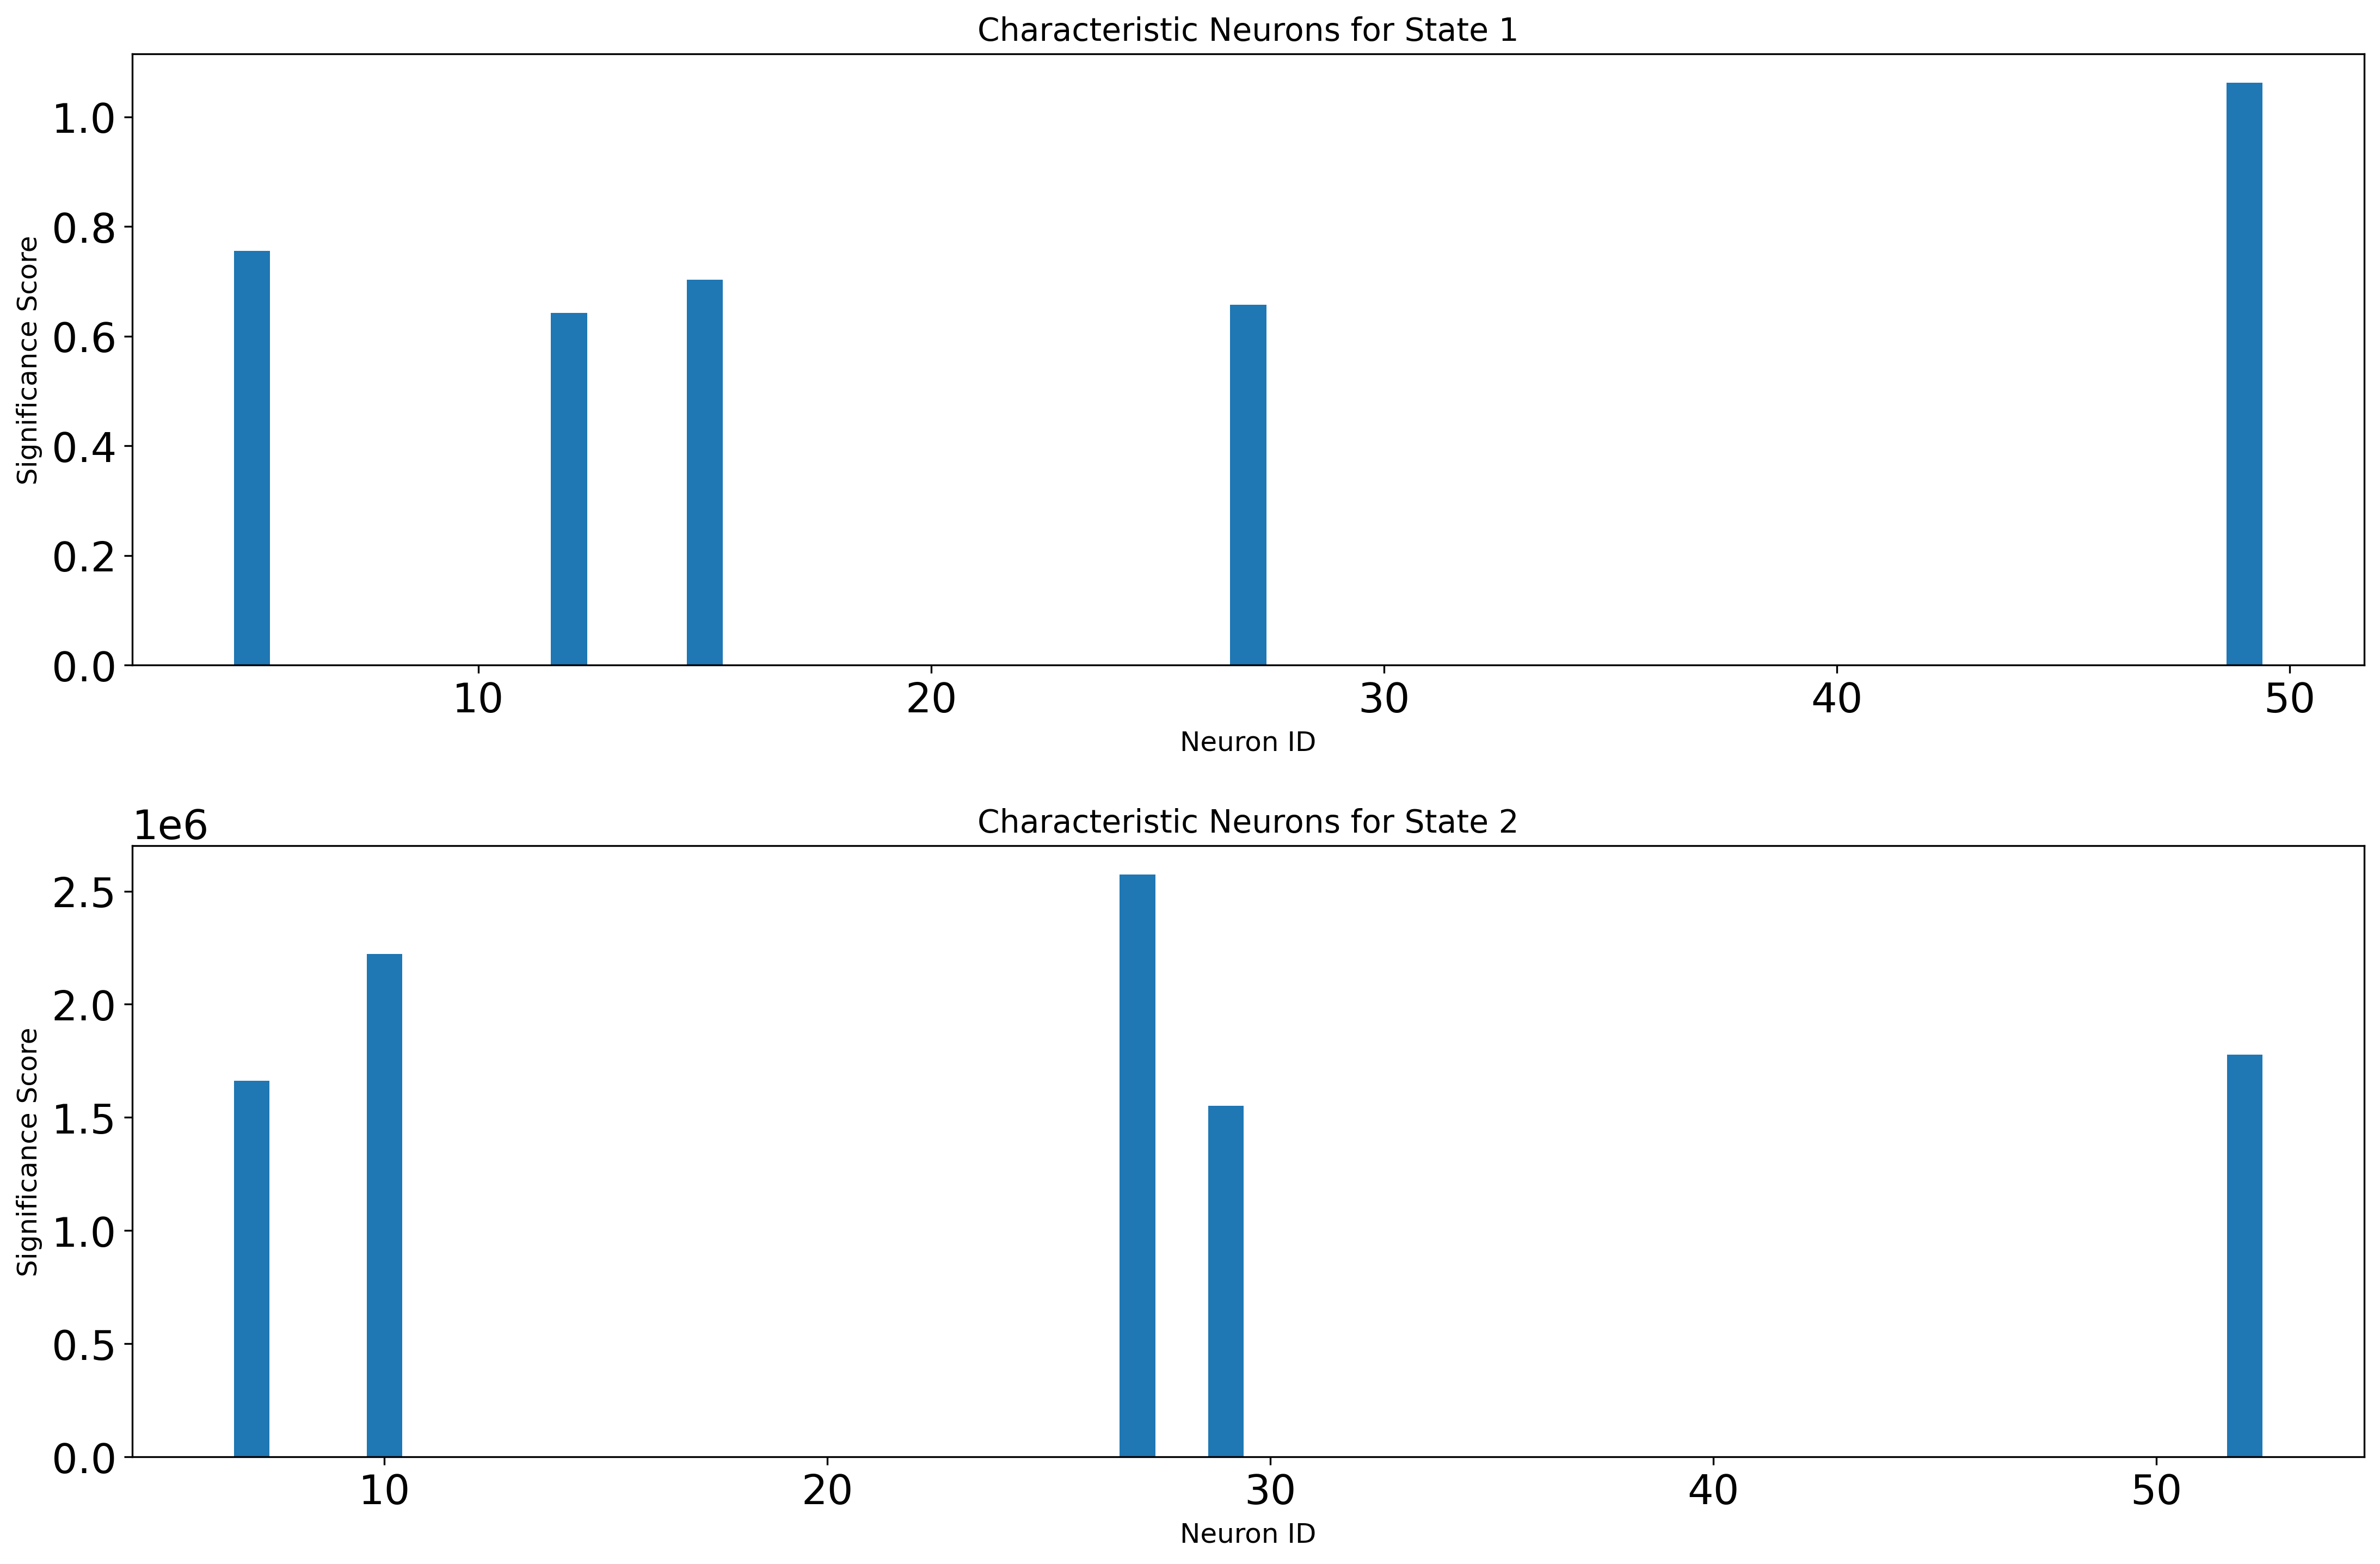 Characteristic Neurons for State 1
Significance Score
1.0
0.8
0.6
0.4
0.2
0.0
10 20 30 40 50
Neuron ID
Characteristic Neurons for State 2
1e6
Significance Score
2.5
2.0
1.5
1.0
0.5
0.0
10 20 30 40 50
Neuron ID